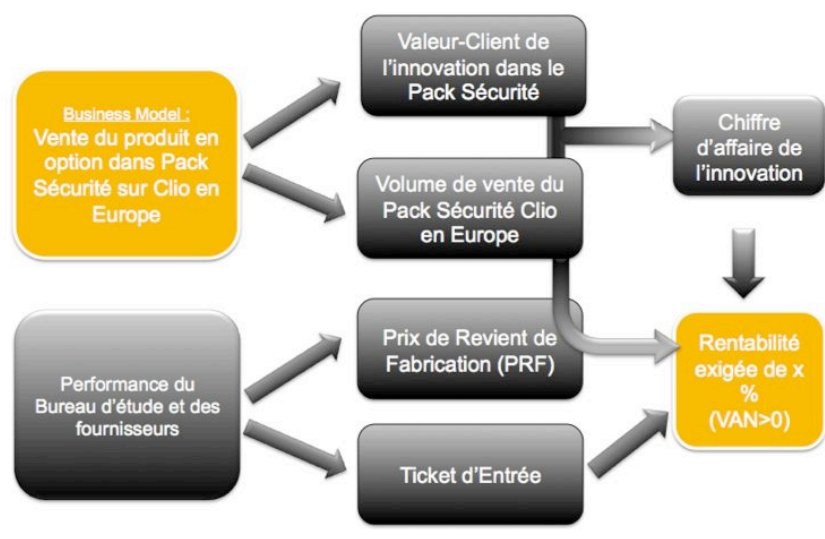 Business Model :
Vente du produit en
option dans Pack
Sécurité sur Clio en
Europe
Valeur-Client de
l'innovation dans le
Pack Sécurité
Volume de vente du
Pack Sécurité Clio
en Europe
Chiffre
d'affaire de
l'innovation
Performance du
Bureau d'étude et des
fournisseurs
Prix de Revient de
Fabrication (PRF)
Ticket d'Entrée
Rentabilité
exigée de x
%
(VAN>0)